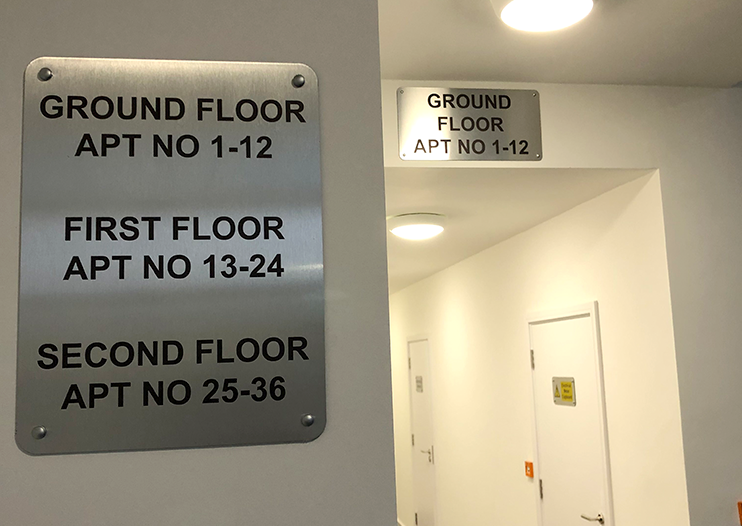 GROUND FLOOR
APT NO 1-12
FIRST FLOOR
APT NO 13-24
SECOND FLOOR
APT NO 25-36
GROUND
FLOOR
APT NO 1-12